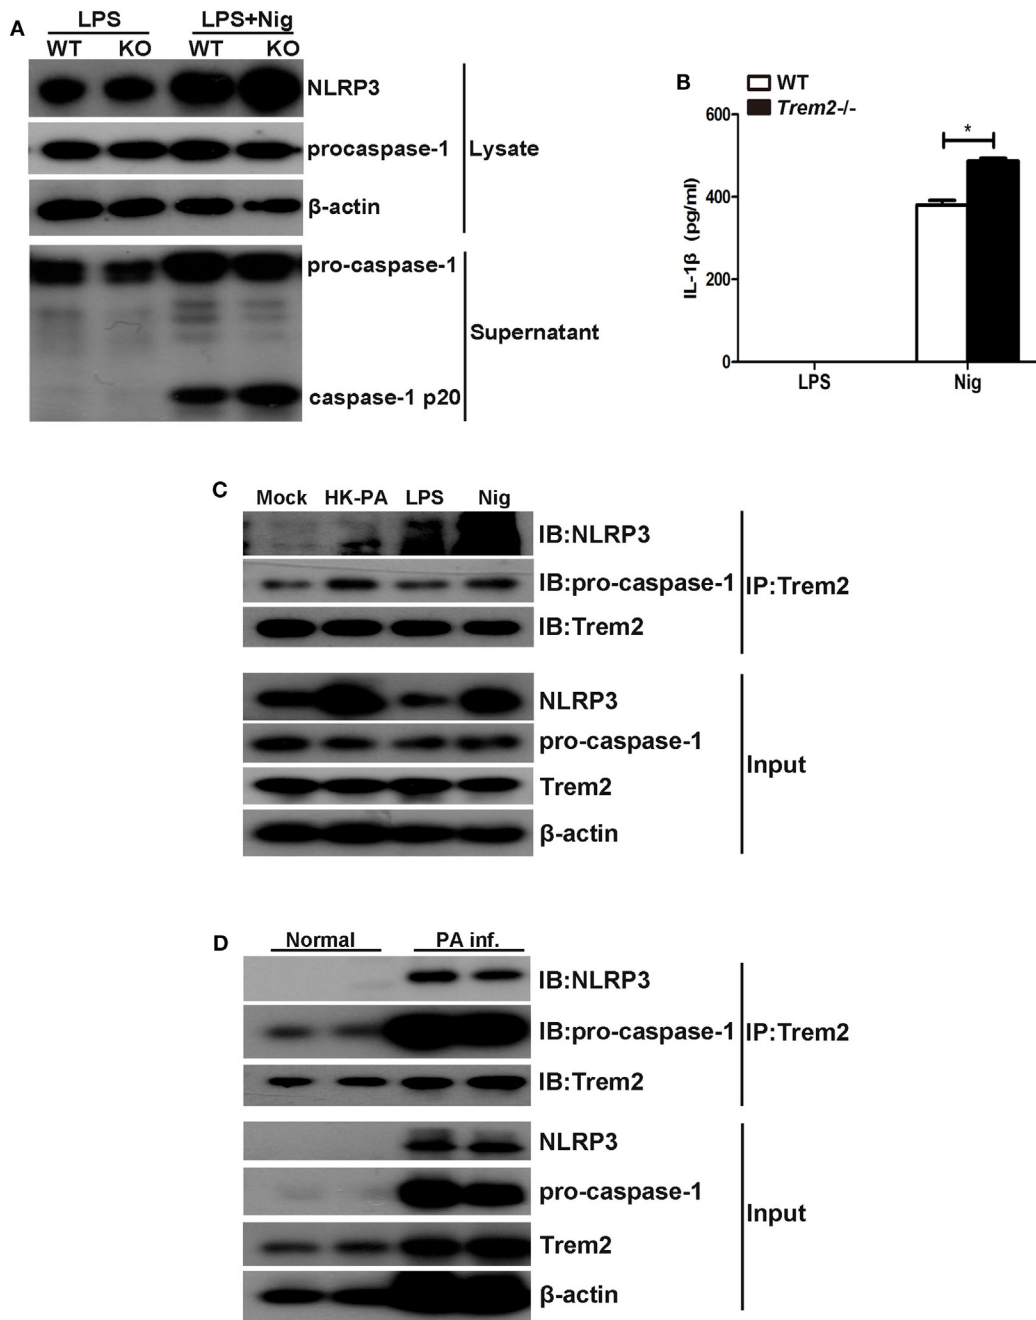 A
LPS LPS+Nig
WT KO WT KO
NLRP3
procaspase-1
β-actin
Lysate
pro-caspase-1
caspase-1 p20
Supernatant
B
WT
Trem2-/-
*
600
400
200
0
IL-1β (pg/ml)
LPS Nig
C
Mock HK-PA LPS Nig
IB:NLRP3
IB:pro-caspase-1
IB:Trem2
IP:Trem2
NLRP3
pro-caspase-1
Trem2
β-actin
Input
D
Normal PA inf.
IB:NLRP3
IB:pro-caspase-1
IB:Trem2
IP:Trem2
NLRP3
pro-caspase-1
Trem2
β-actin
Input